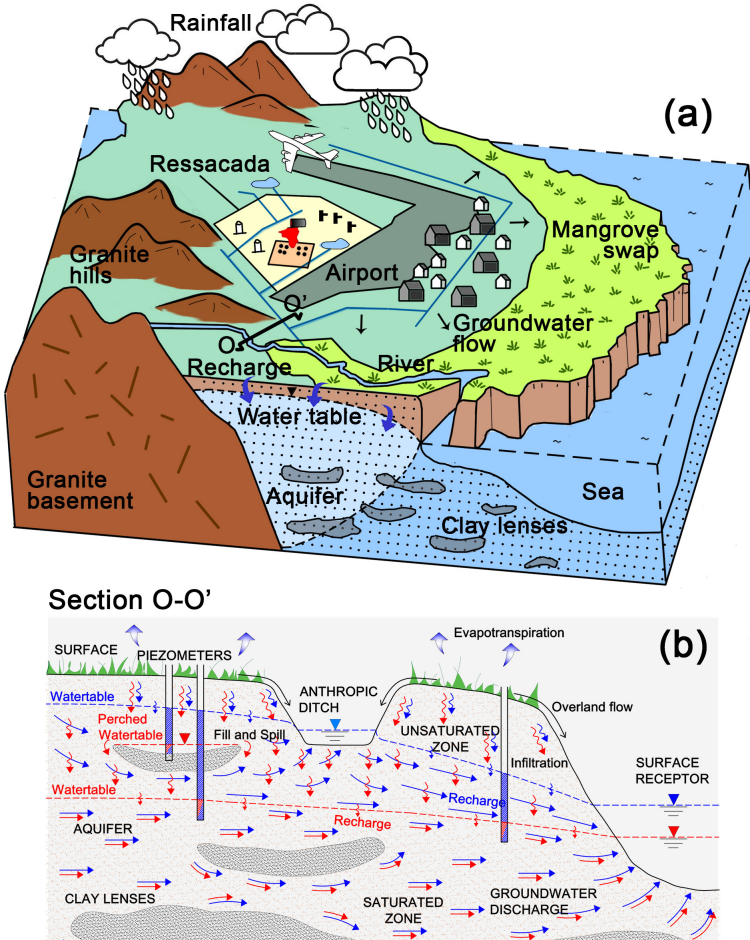 Rainfall
(a)
Ressacada
Mangrove
swap
Granite
hills
Airport
O'
O
Groundwater
flow
Recharge
River
Water table
Granite
basement
Aquifer
Sea
Clay lenses
Section O-O'
(b)
Evapotranspiration
SURFACE
PIEZOMETERS
ANTHROPIC
DITCH
Watertable
Overland flow
Perched
Watertable
Fill and Spill
UNSATURATED
ZONE
Infiltration
SURFACE
RECEPTOR
Watertable
Recharge
Recharge
AQUIFER
CLAY LENSES
SATURATED
ZONE
GROUNDWATER
DISCHARGE